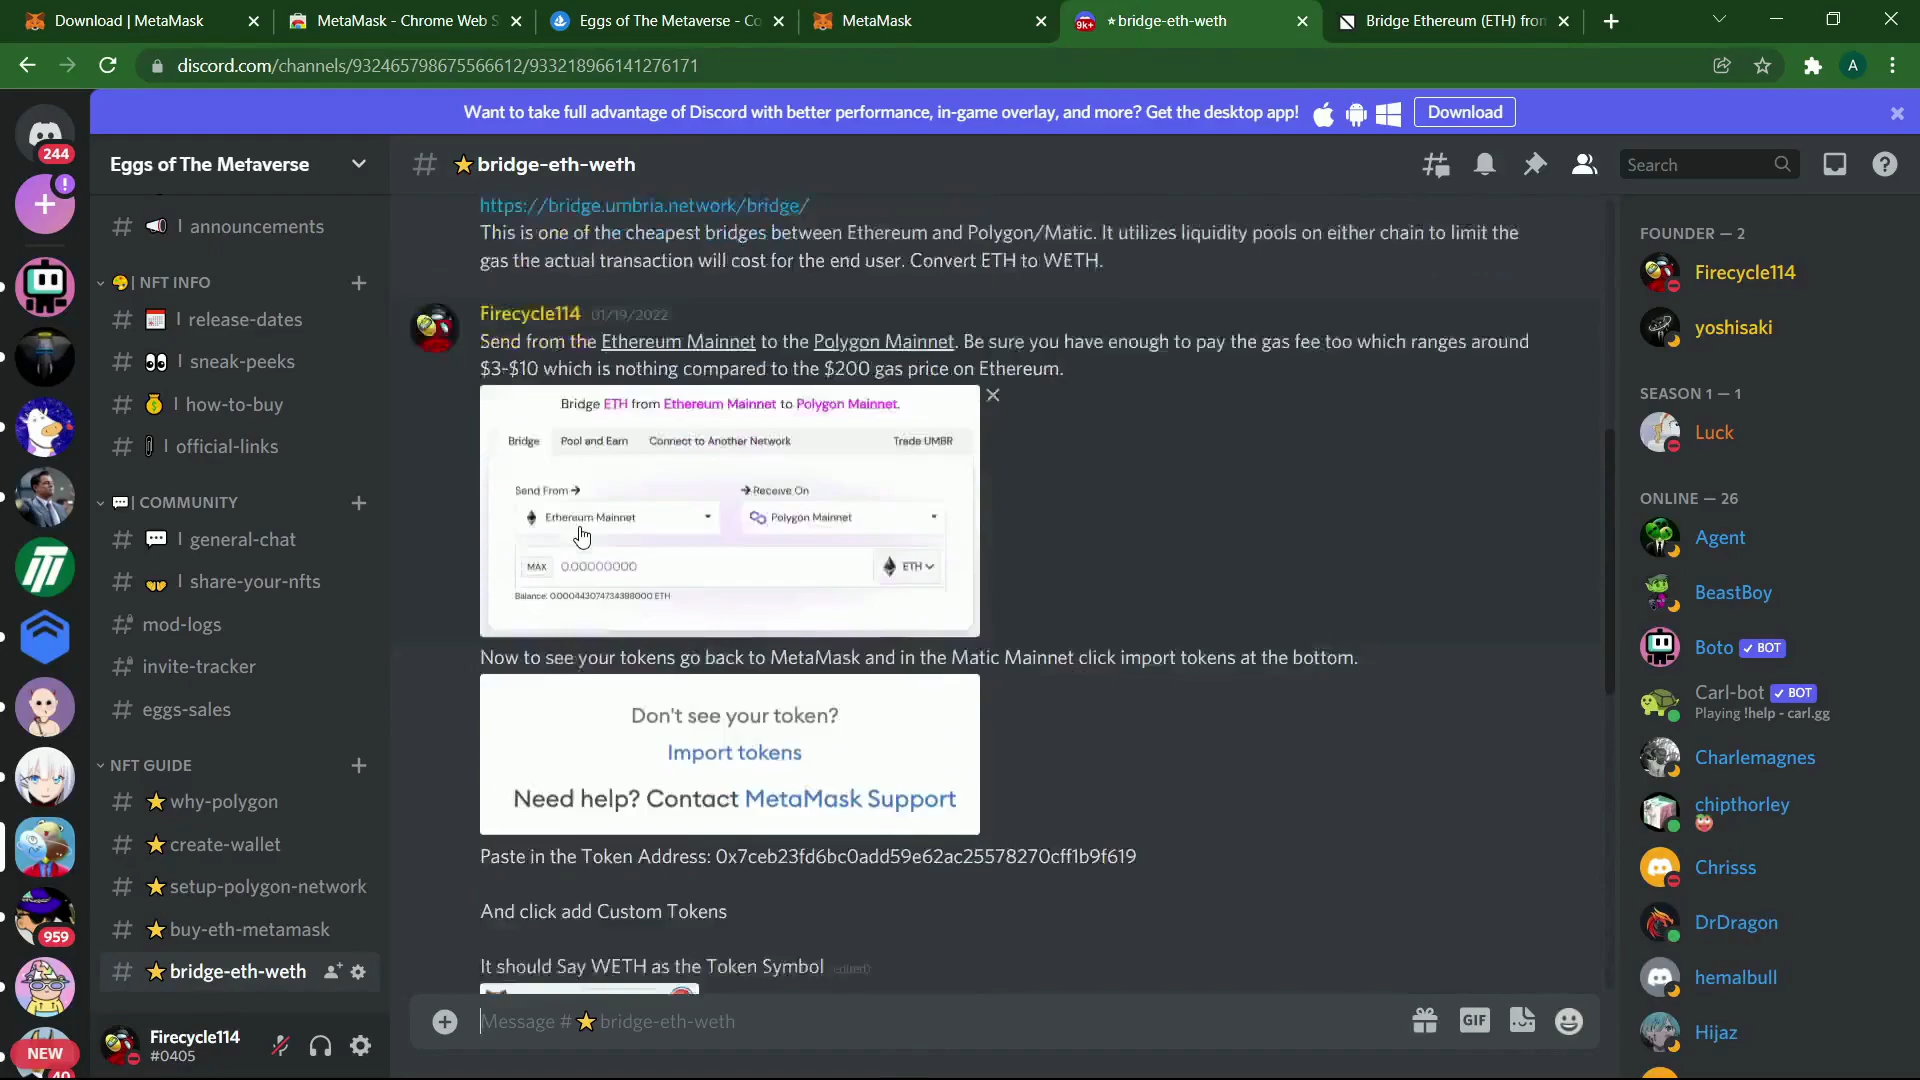 Download | MetaMask
MetaMask - Chrome Web S
Eggs of The Metaverse - Co
MetaMask
9k+
* bridge-eth-weth
Bridge Ethereum (ETH) from
discord.com/channels/932465798675566612/933218966141276171
A
Want to take full advantage of Discord with better performance, in-game overlay, and more? Get the desktop app!
Download
244
959
NEW
Eggs of The Metaverse
| announcements
| NFT INFO
| release-dates
| sneak-peeks
| how-to-buy
| official-links
| COMMUNITY
| general-chat
| share-your-nfts
mod-logs
invite-tracker
eggs-sales
NFT GUIDE
why-polygon
create-wallet
setup-polygon-network
buy-eth-metamask
bridge-eth-weth
Firecycle114
#0405
bridge-eth-weth
Search
https://bridge.umbria.network/bridge/
This is one of the cheapest bridges between Ethereum and Polygon/Matic. It utilizes liquidity pools on either chain to limit the
gas the actual transaction will cost for the end user. Convert ETH to WETH.
Firecycle114 01/19/2022
Send from the Ethereum Mainnet to the Polygon Mainnet. Be sure you have enough to pay the gas fee too which ranges around
$3-$10 which is nothing compared to the $200 gas price on Ethereum.
Bridge ETH from Ethereum Mainnet to Polygon Mainnet.
Bridge Pool and Earn Connect to Another Network Trade UMBR
Send From Receive On
Ethereum Mainnet Polygon Mainnet
MAX 0.00000000 ETH
Balance: 0.000443074734388000 ETH
Now to see your tokens go back to MetaMask and in the Matic Mainnet click import tokens at the bottom.
Don't see your token?
Import tokens
Need help? Contact MetaMask Support
Paste in the Token Address: 0x7ceb23fd6bc0add59e62ac25578270cff1b9f619
And click add Custom Tokens
It should Say WETH as the Token Symbol (edited)
Message # bridge-eth-weth
GIF
FOUNDER — 2
Firecycle114
yoshisaki
SEASON 1 — 1
Luck
ONLINE — 26
Agent
BeastBoy
Boto BOT
Carl-bot BOT
Playing !help - carl.gg
Charlemagnes
chipthorley
Chrisss
DrDragon
hemalbull
Hijaz